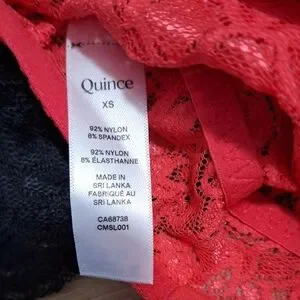 Quince
XS
92% NYLON
8% SPANDEX
92% NYLON
8% ÉLASTHANNE
MADE IN
SRI LANKA
FABRIQUÉ AU
SRI LANKA
CA68738
CMSL001